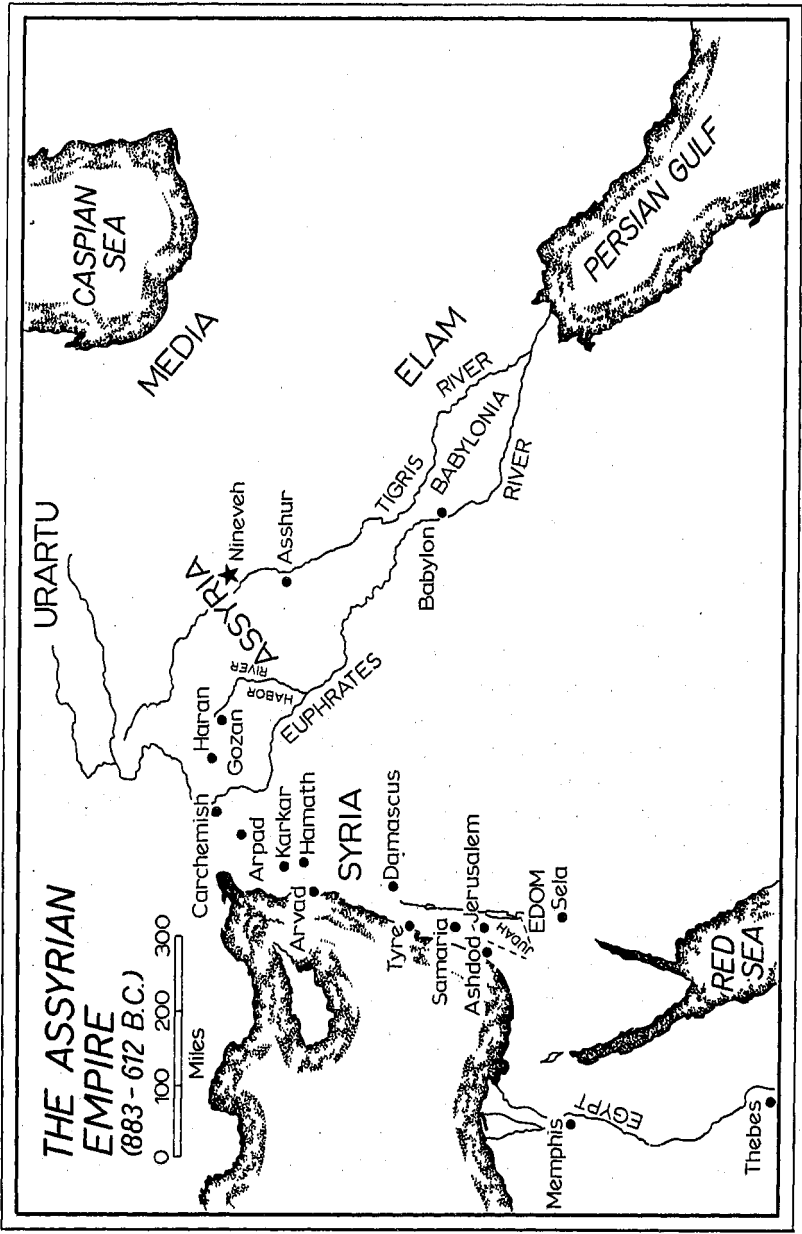 THE ASSYRIAN
EMPIRE
(883 - 612 B.C.)
0 100 200 300
Miles
URARTU
CASPIAN
SEA
MEDIA
Carchemish
Haran
Gozan
ASSYRIA
Nineveh
Asshur
HABOR
RIVER
Arpad
Karkar
Hamath
Arvad
SYRIA
EUPHRATES
TIGRIS
RIVER
ELAM
BABYLONIA
Babylon
RIVER
PERSIAN GULF
Damascus
Tyre
Samaria
Ashdod
Jerusalem
JUDAH
EDOM
Sela
Memphis
EGYPT
RED
SEA
Thebes